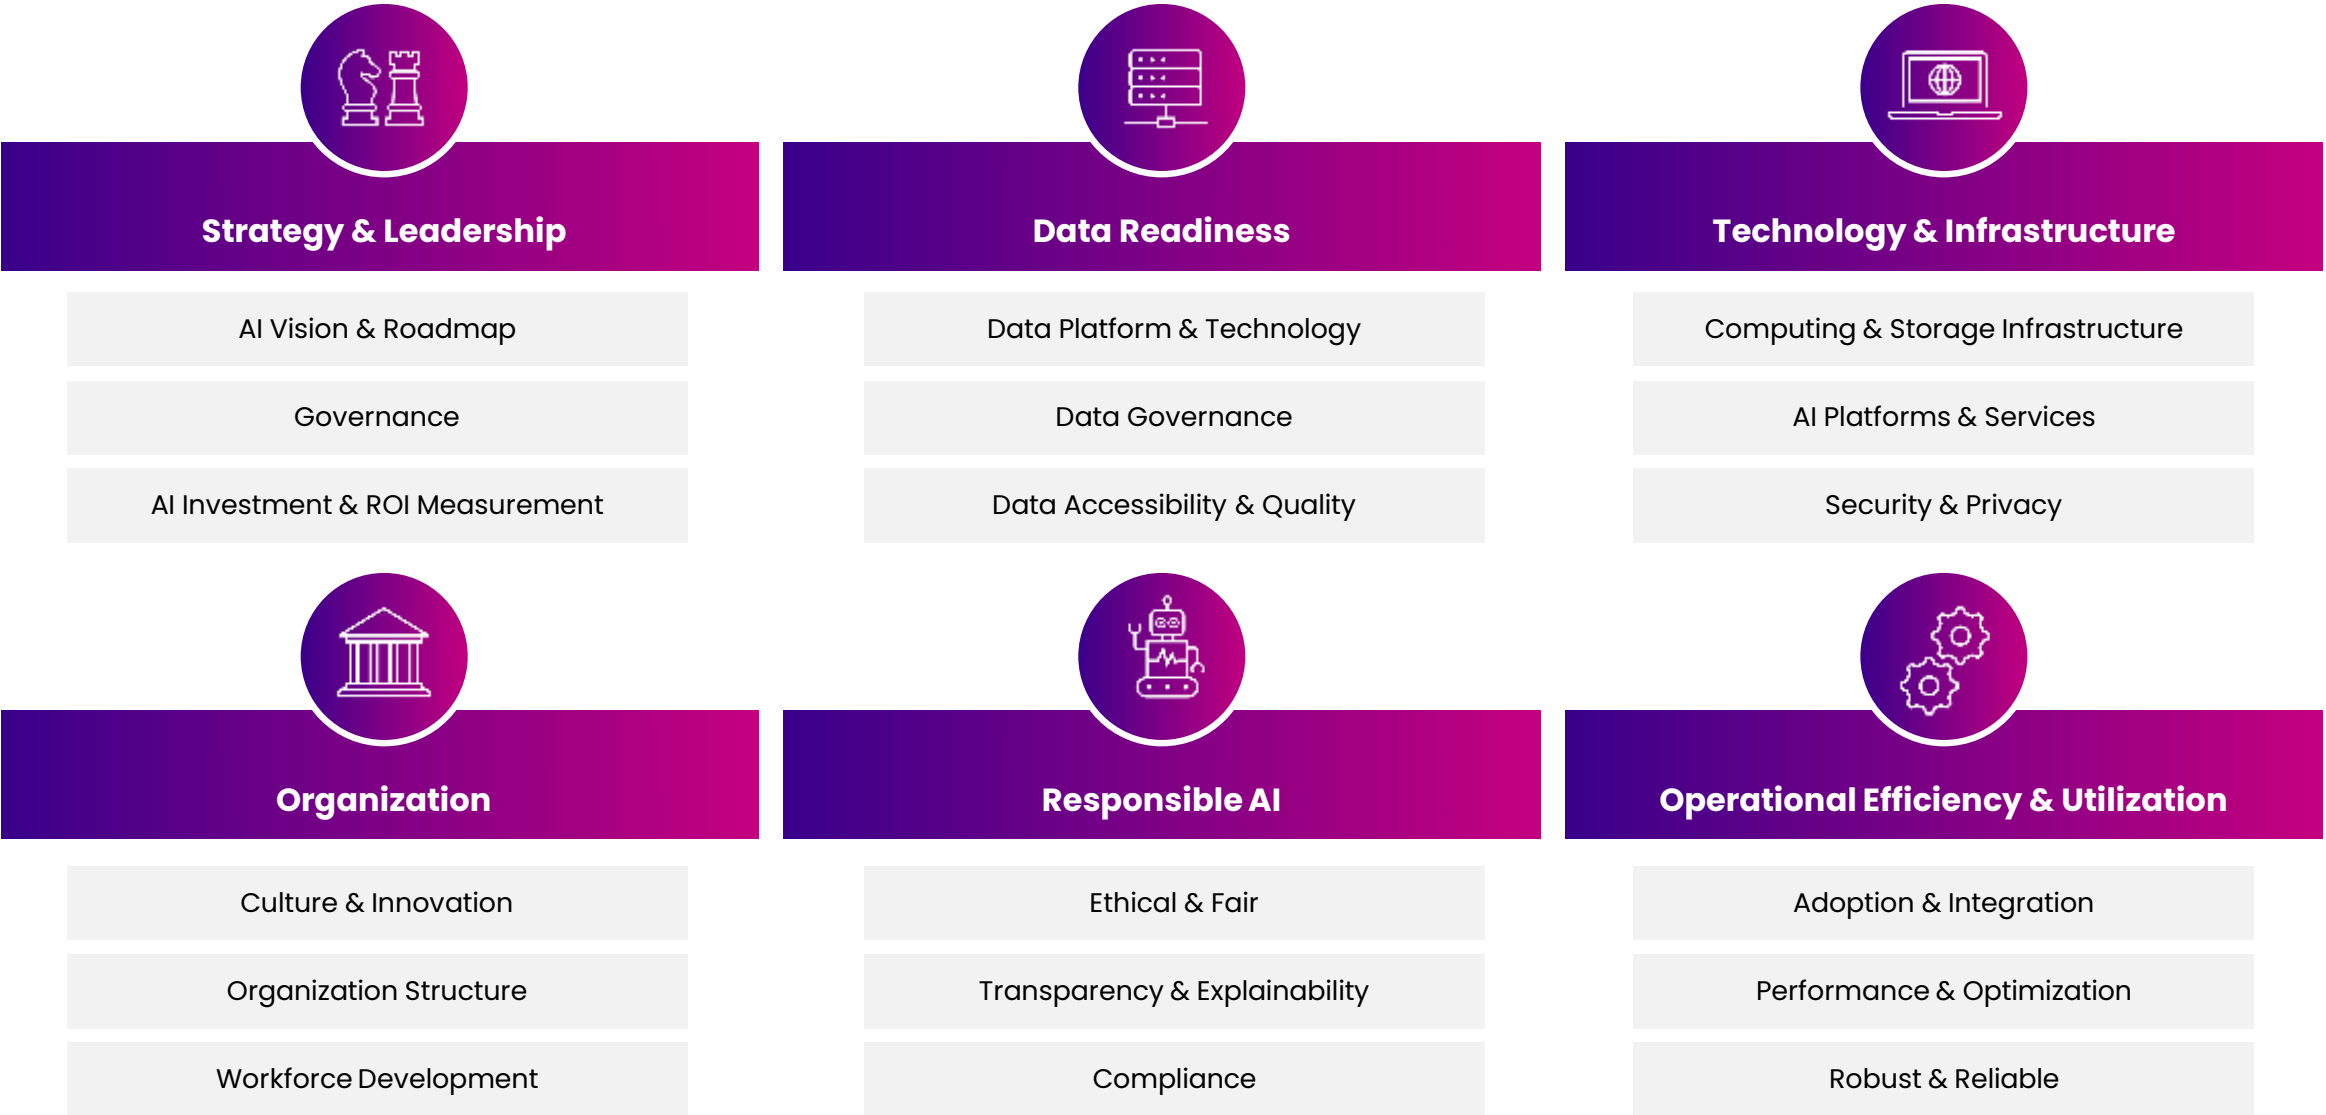 Strategy & Leadership
AI Vision & Roadmap
Governance
AI Investment & ROI Measurement
Data Readiness
Data Platform & Technology
Data Governance
Data Accessibility & Quality
Technology & Infrastructure
Computing & Storage Infrastructure
AI Platforms & Services
Security & Privacy
Organization
Culture & Innovation
Organization Structure
Workforce Development
Responsible AI
Ethical & Fair
Transparency & Explainability
Compliance
Operational Efficiency & Utilization
Adoption & Integration
Performance & Optimization
Robust & Reliable